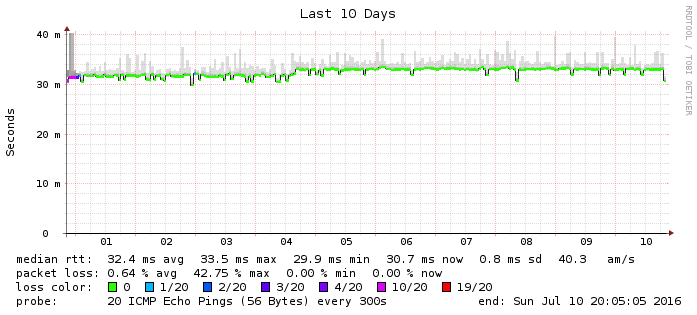 Last 10 Days
RRDTOOL / TOBI OETIKER
Seconds
40 m
30 m
20 m
10 m
0
01 02 03 04 05 06 07 08 09 10
median rtt: 32.4 ms avg 33.5 ms max 29.9 ms min 30.7 ms now 0.8 ms sd 40.3 am/s
packet loss: 0.64 % avg 42.75 % max 0.00 % min 0.00 % now
loss color: 0 1/20 2/20 3/20 4/20 10/20 19/20
probe: 20 ICMP Echo Pings (56 Bytes) every 300s end: Sun Jul 10 20:05:05 2016